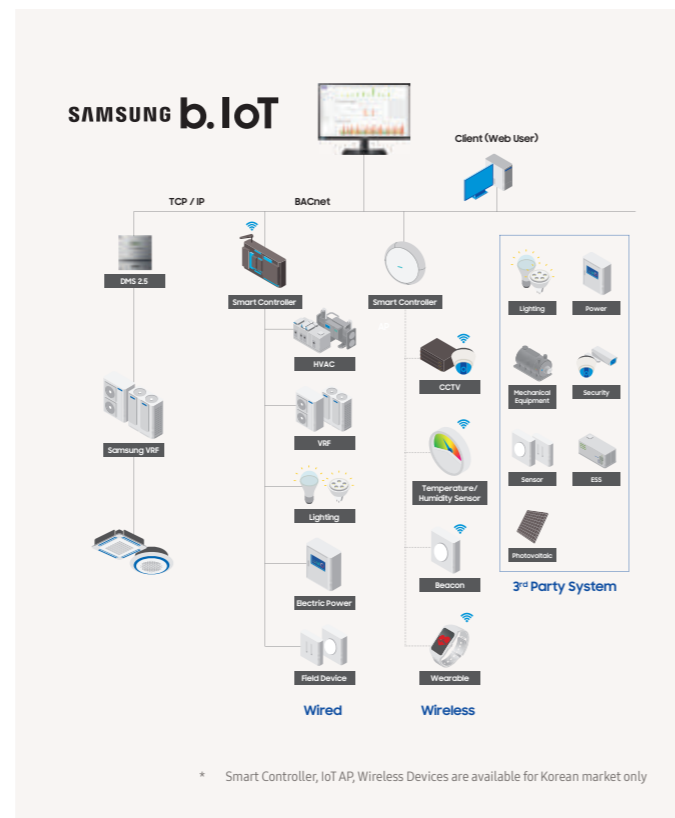 SAMSUNG b.IoT
Client (Web User)
TCP / IP
BACnet
DMS 2.5
Smart Controller
Smart Controller
AP
Lighting
Power
HVAC
CCTV
Mechanical
Equipment
Security
Samsung VRF
VRF
Temperature/
Humidity Sensor
Sensor
ESS
Lighting
Photovoltaic
Electric Power
Beacon
3rd Party System
Field Device
Wearable
Wired
Wireless
* Smart Controller, IoT AP, Wireless Devices are available for Korean market only